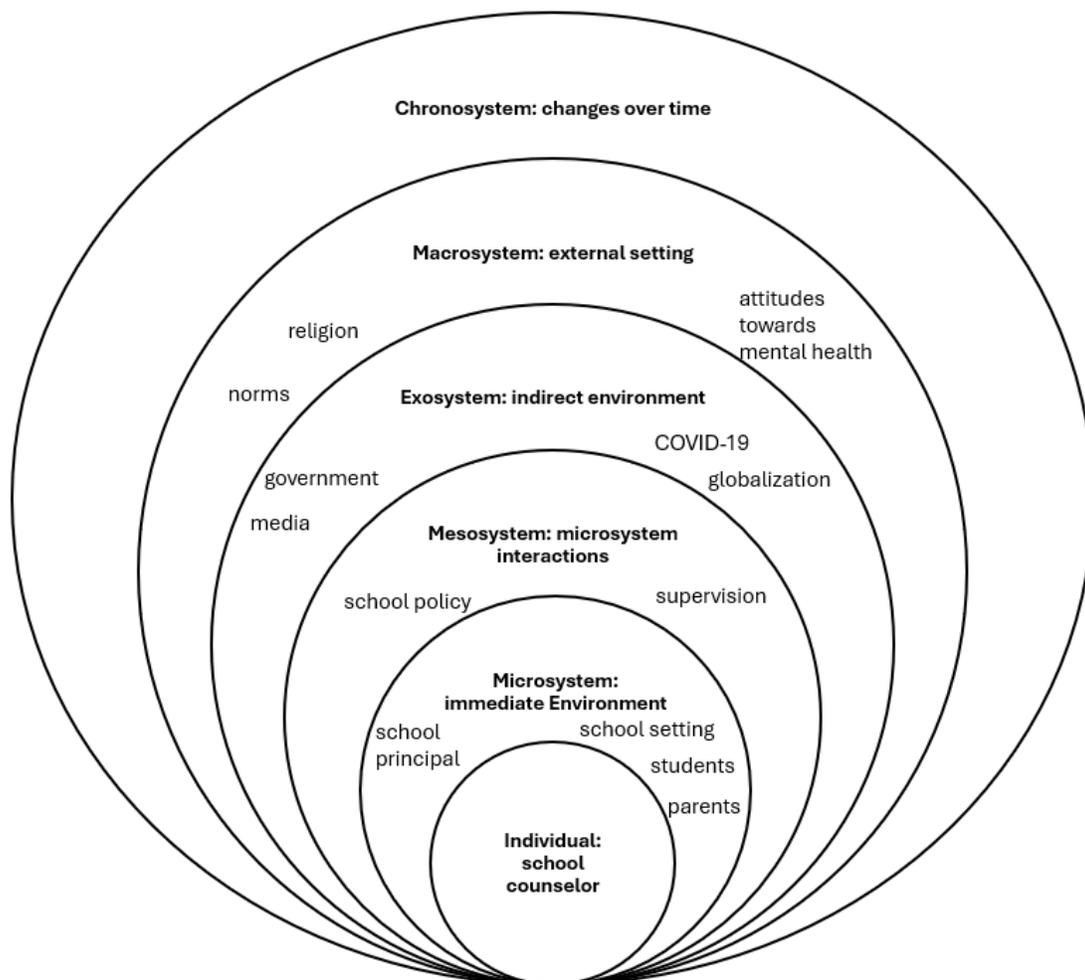 Chronosystem: changes over time
Macrosystem: external setting
attitudes
towards
mental health
religion
norms
Exosystem: indirect environment
COVID-19
globalization
government
media
Mesosystem: microsystem
interactions
school policy
supervision
Microsystem:
immediate Environment
school
principal
school setting
students
parents
Individual:
school
counselor